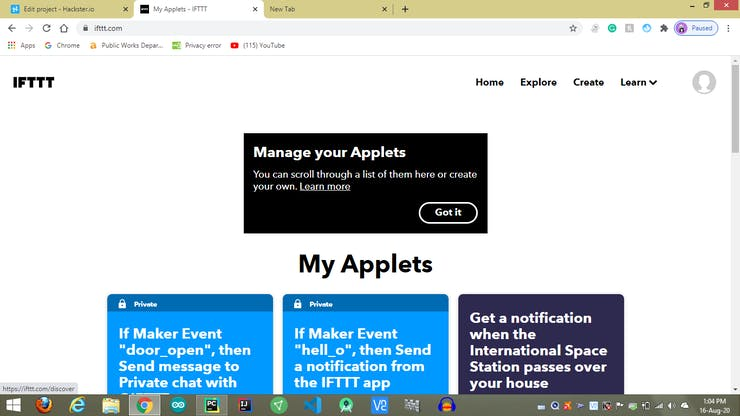 Edit project - Hackster.io
My Applets - IFTTT
New Tab
ifttt.com
Paused
Apps
Chrome
Public Works Depar...
Privacy error
(115) YouTube
IFTTT
Home
Explore
Create
Learn
Manage your Applets
You can scroll through a list of them here or create
your own. Learn more
Got it
My Applets
Private
If Maker Event
"door_open", then
Send message to
Private chat with
Private
If Maker Event
"hell_o", then Send
a notification from
the IFTTT app
Get a notification
when the
International Space
Station passes over
your house
https://ifttt.com/discover
1:04 PM
16-Aug-20